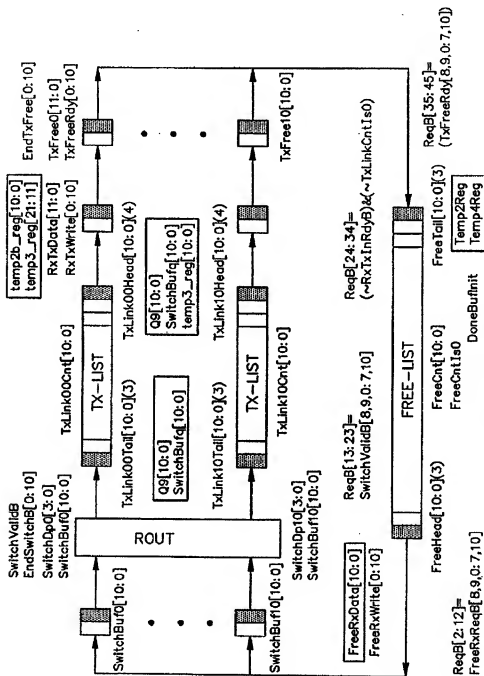 SwitchValidB
EndSwitchB[0:10]
SwitchDp0[3:0]
SwitchBuf0[10:0]
SwitchBuf0[10:0]
SwitchBuf10[10:0]
ROUT
SwitchDp10[3:0]
SwitchBuf10[10:0]
TxLink00Cnt[10:0]
TX-LIST
TxLink00Tail[10:0](3)
TxLink00Head[10:0](4)
Q9[10:0]
SwitchBufq[10:0]
Q9[10:0]
SwitchBufq[10:0]
temp3_reg[10:0]
TX-LIST
TxLink10Tail[10:0](3)
TxLink10Head[10:0](4)
TxLink10Cnt[10:0]
temp2b_reg[10:0]
temp3_reg[21:11]
RxTxData[11:0]
RxTxWrite[0:10]
EndTxFree[0:10]
TxFree0[11:0]
TxFreeRdy[0:10]
TxFree10[11:0]
FreeRxData[10:0]
FreeRxWrite[0:10]
ReqB[13:23]=
SwitchValidB[8,9,0:7,10]
ReqB[24:34]=
(~RxTxInRdyB)&(~TxLinkCntIs0)
FREE-LIST
FreeHead[10:0](3)
FreeCnt[10:0]
FreeCntIs0
DoneBufInit
FreeTail[10:0](3)
Temp2Reg
Temp4Reg
ReqB[2:12]=
FreeRxReqB[8,9,0:7,10]
ReqB[35:45]=
(TxFreeRdy[8,9,0:7,10]